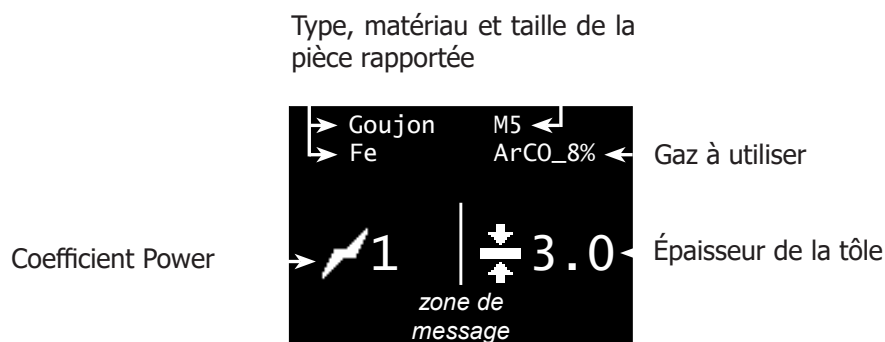 Type, matériau et taille de la
pièce rapportée
Goujon M5
Fe ArCO_8%
Gaz à utiliser
Coefficient Power
1 3.0
Épaisseur de la tôle
zone de
message